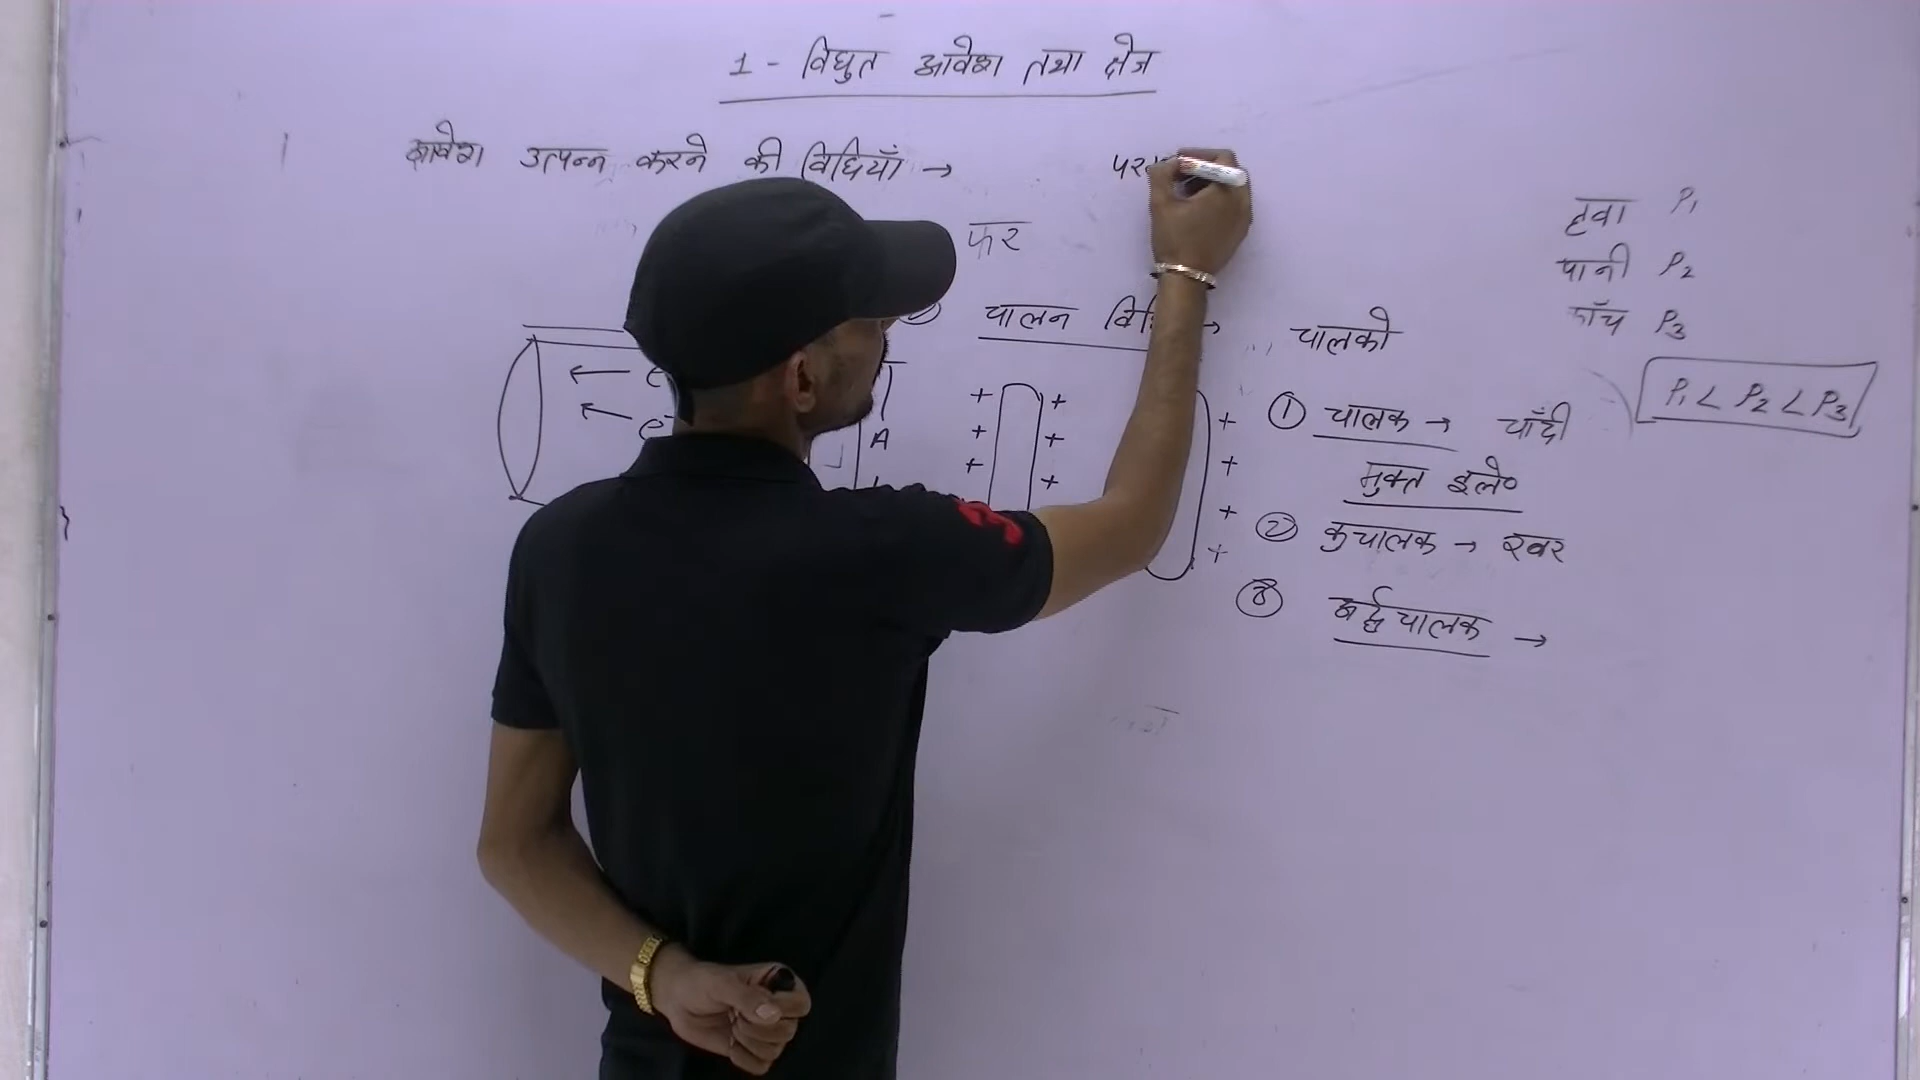 1 - विद्युत आवेश तथा क्षेत्र
आवेश उत्पन्न करने की विधियाँ →
फर
चालन →
चालको
+ + + + + +
A
① चालक → चाँदी
मुक्त इले०
② कुचालक → रबर
③ अर्द्धचालक →
+ + + +
हवा P₁
पानी P₂
काँच P₃
P₁ < P₂ < P₃